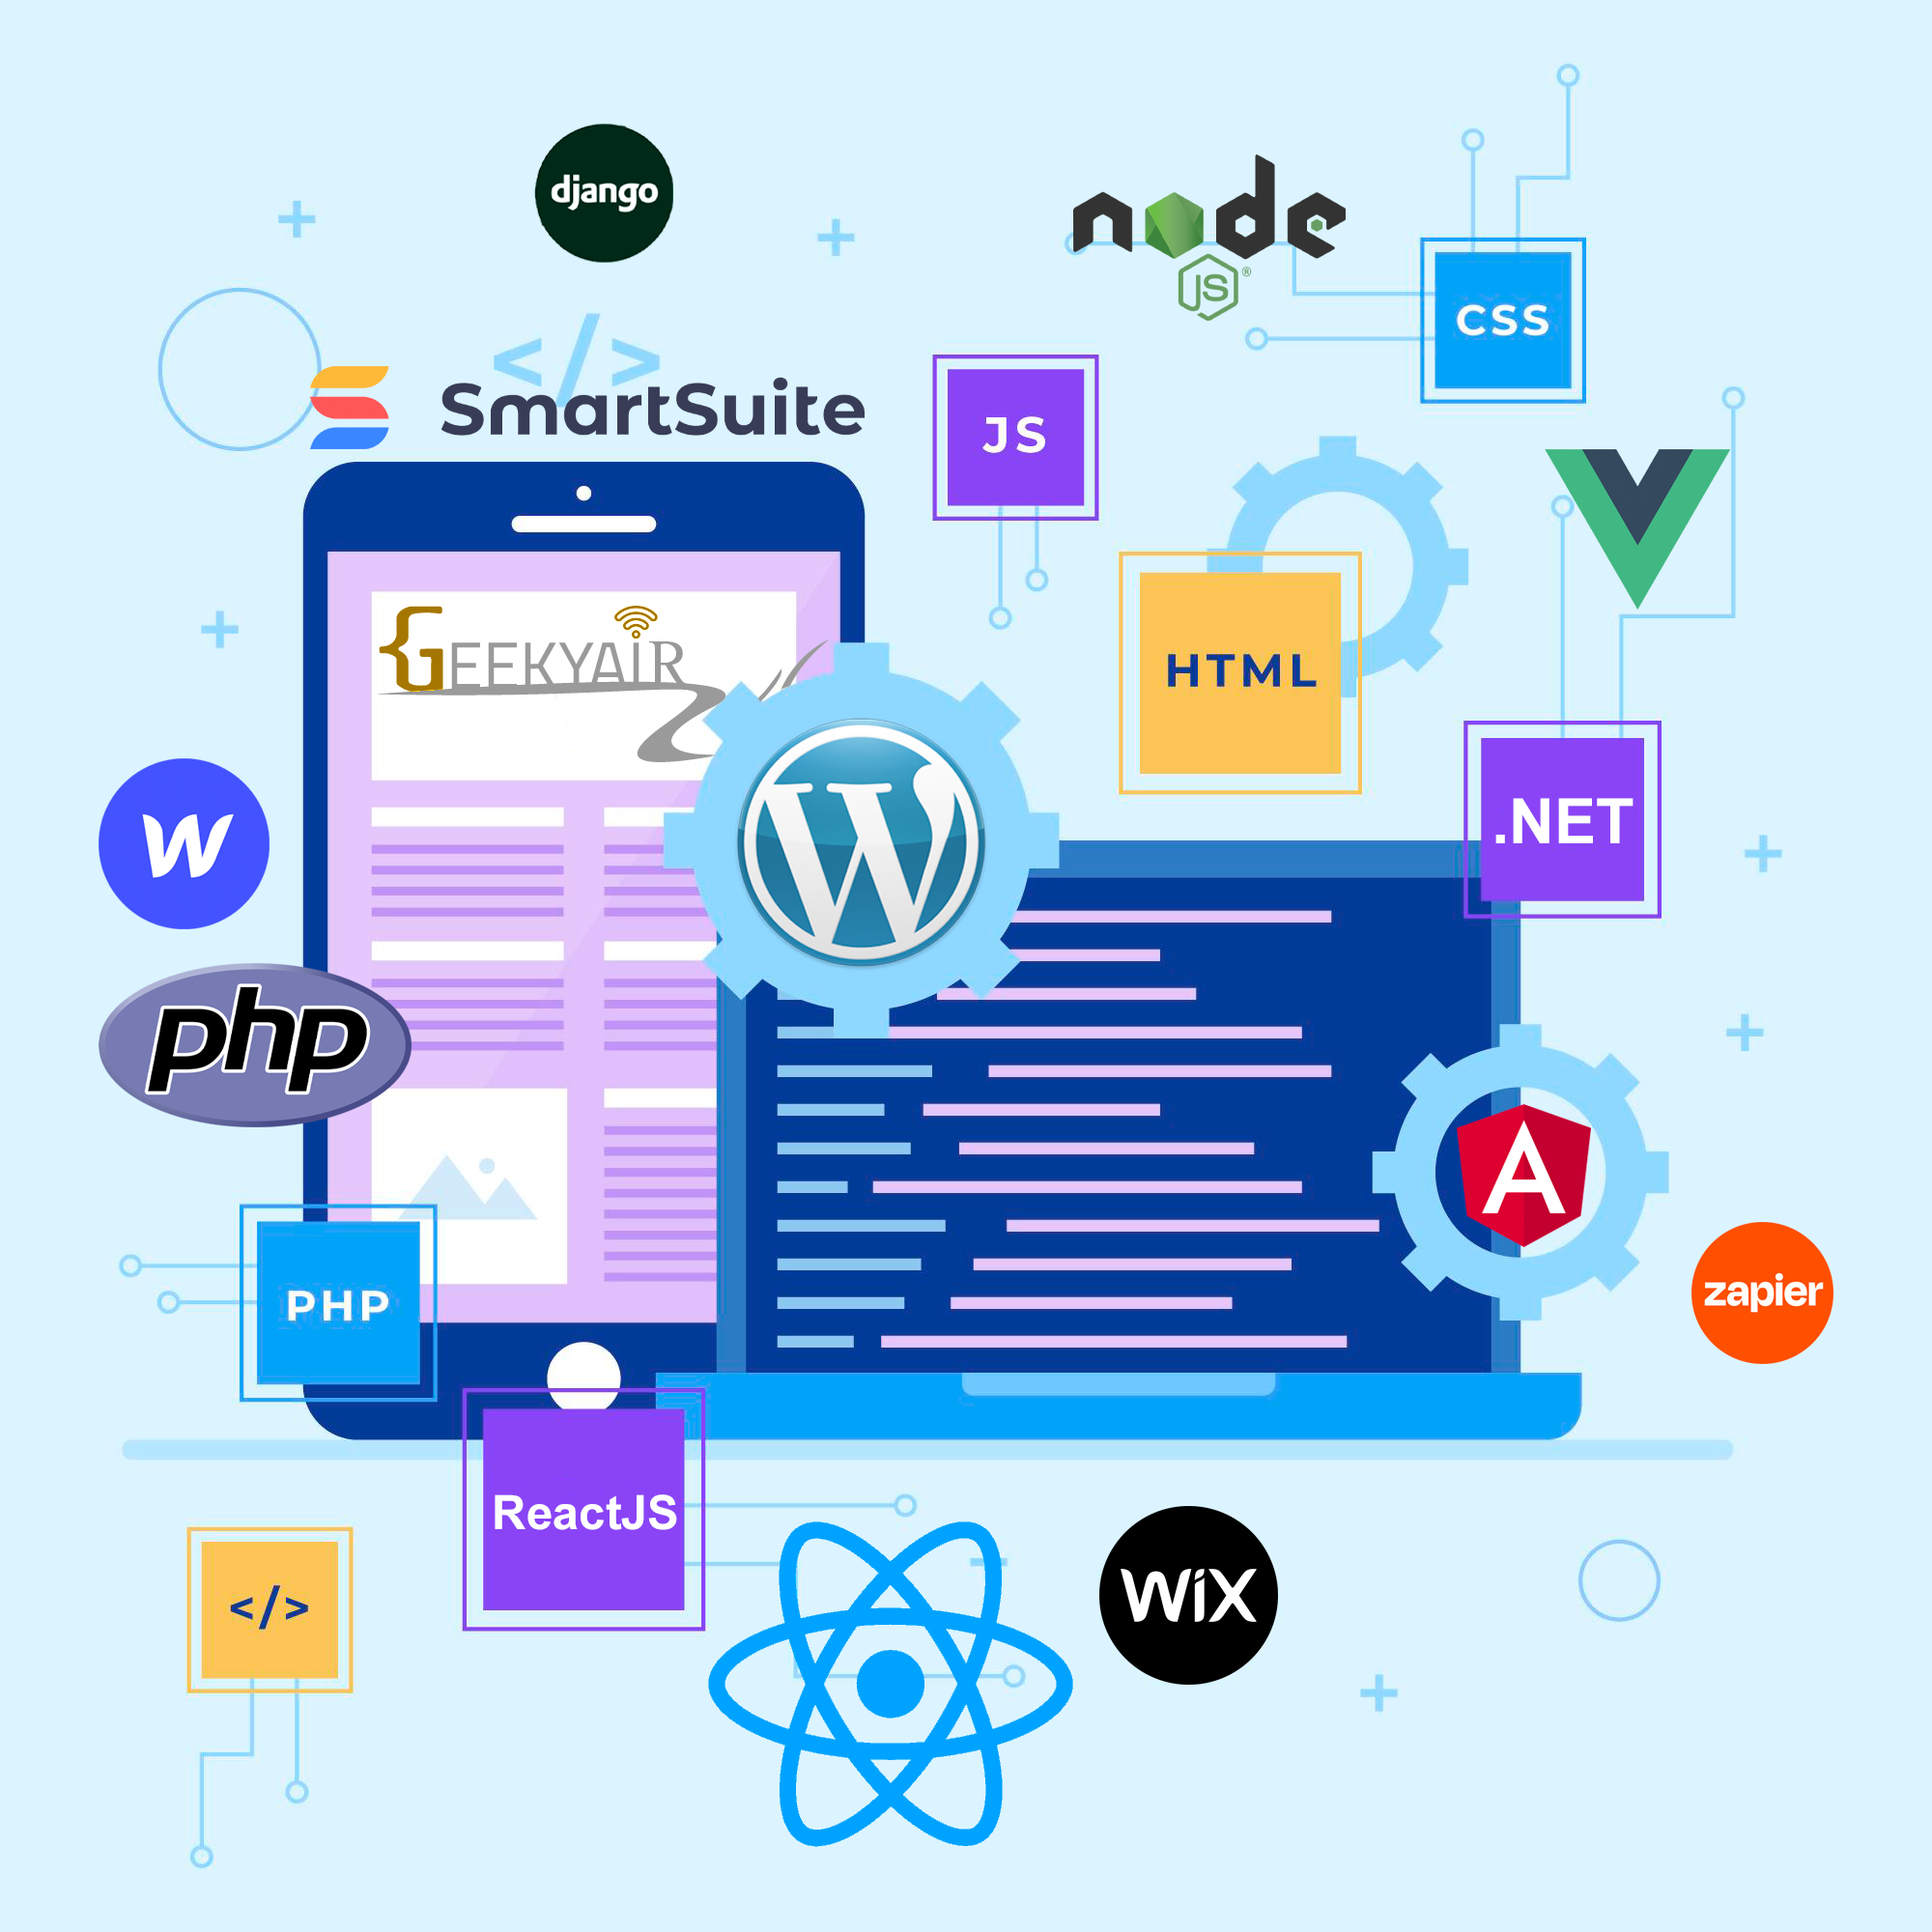 django
node
JS®
</>
SmartSuite
CSS
JS
{GEEKYAIR
HTML
W
W
.NET
php
A
PHP
zapier
ReactJS
WiX
</>